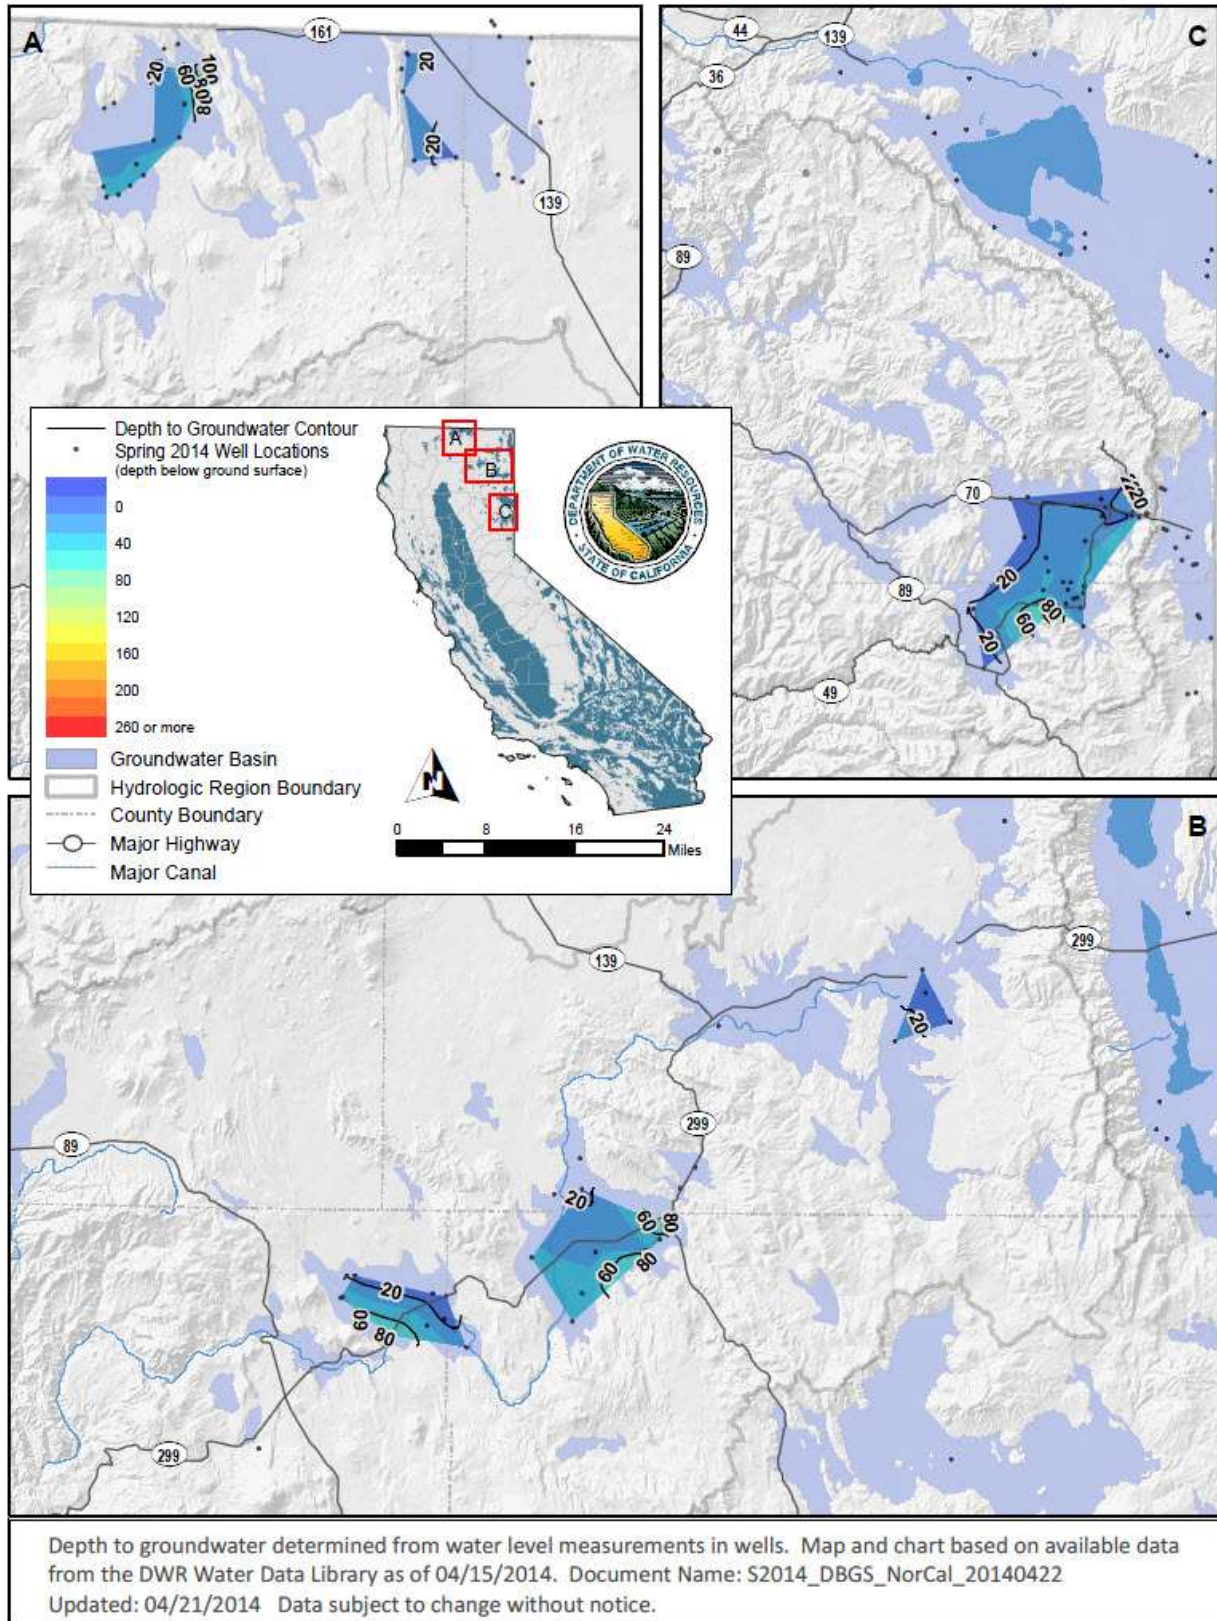 A
161
20
60
100
80
20
20
139
C
44
139
36
89
70
20
89
20
20
60
80
49
Depth to Groundwater Contour
Spring 2014 Well Locations
(depth below ground surface)
0
40
80
120
160
200
260 or more
Groundwater Basin
Hydrologic Region Boundary
County Boundary
Major Highway
Major Canal
A
B
C
DEPARTMENT OF WATER RESOURCES
STATE OF CALIFORNIA
N
0 8 16 24
Miles
B
139
299
20
299
89
20
60
80
60
80
20
60
80
299
Depth to groundwater determined from water level measurements in wells. Map and chart based on available data
from the DWR Water Data Library as of 04/15/2014. Document Name: S2014_DBGS_NorCal_20140422
Updated: 04/21/2014 Data subject to change without notice.